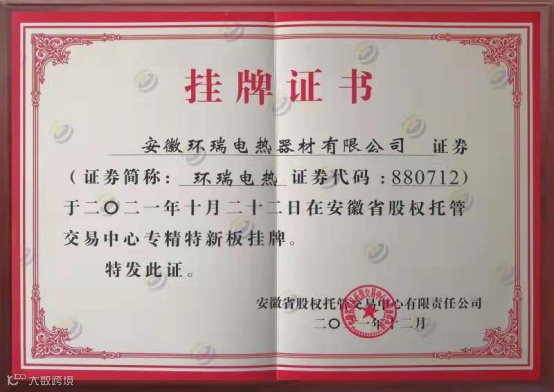 挂牌证书
安徽环瑞电热器材有限公司 证券
(证券简称: 环瑞电热 证券代码:880712)
于二〇二一年十月二十二日在安徽省股权托管
交易中心专精特新板挂牌。
特发此证。
安徽省股权托管交易中心有限责任公司
二〇二一年十二月
大数跨境